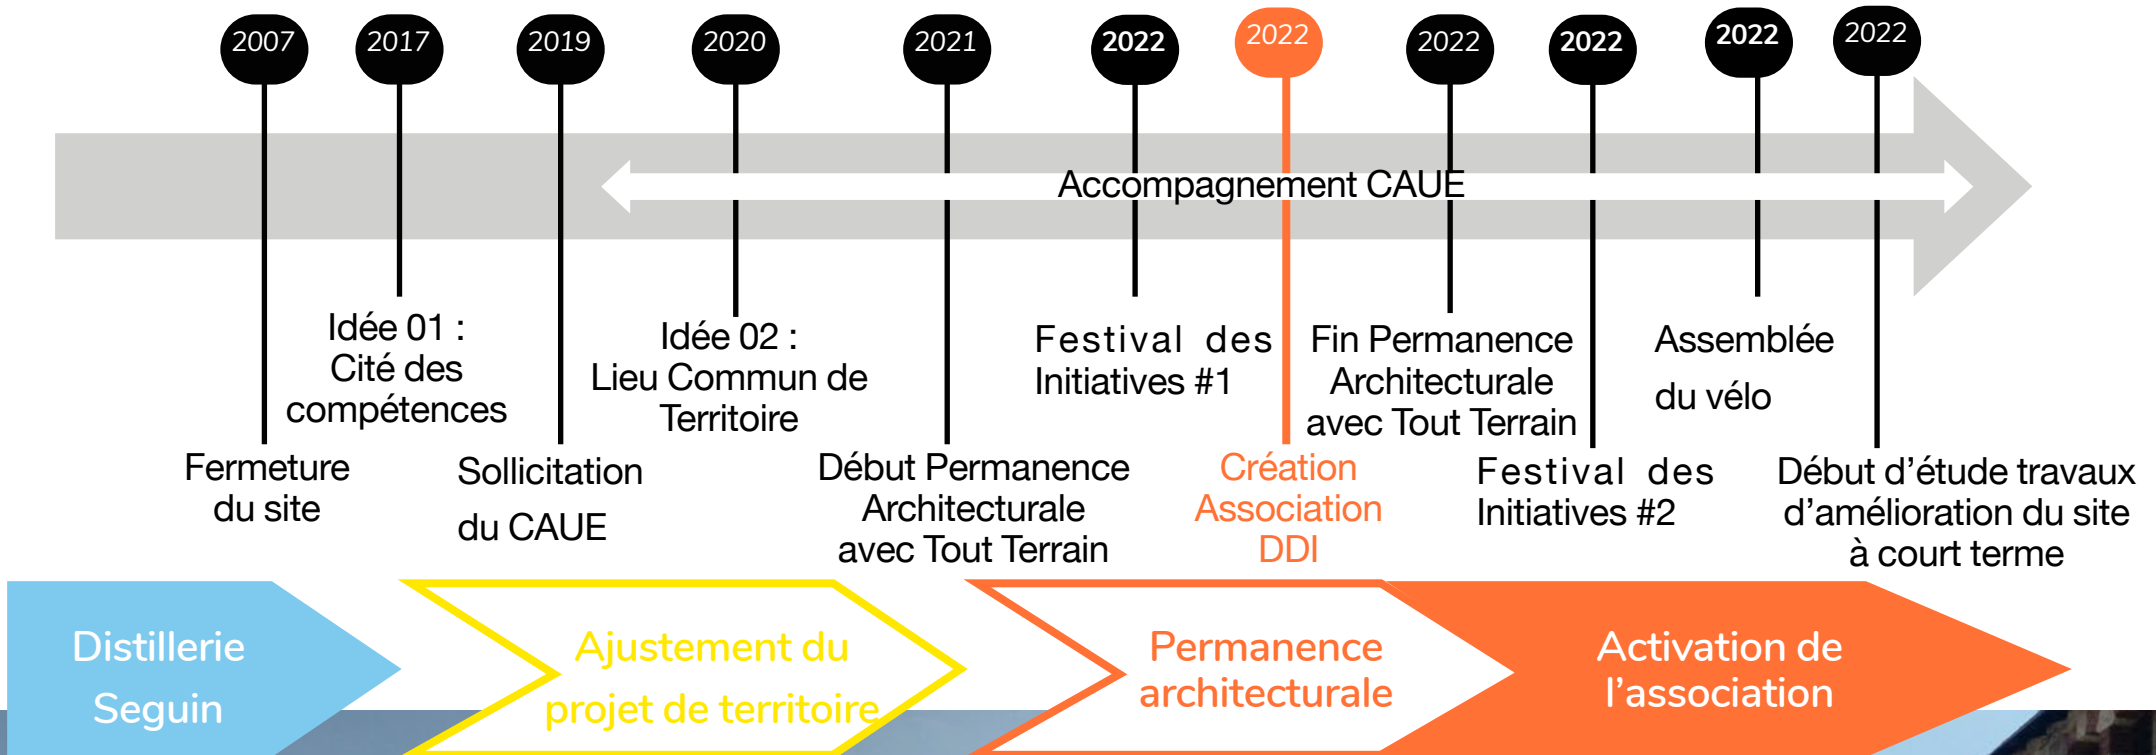 2007
2017
2019
2020
2021
2022
2022
2022
2022
2022
2022
Accompagnement CAUE
Fermeture
du site
Idée 01 :
Cité des
compétences
Sollicitation
du CAUE
Idée 02 :
Lieu Commun de
Territoire
Début Permanence
Architecturale
avec Tout Terrain
Festival des
Initiatives #1
Création
Association
DDI
Fin Permanence
Architecturale
avec Tout Terrain
Festival des
Initiatives #2
Assemblée
du vélo
Début d’étude travaux
d’amélioration du site
à court terme
Distillerie
Seguin
Ajustement du
projet de territoire
Permanence
architecturale
Activation de
l’association